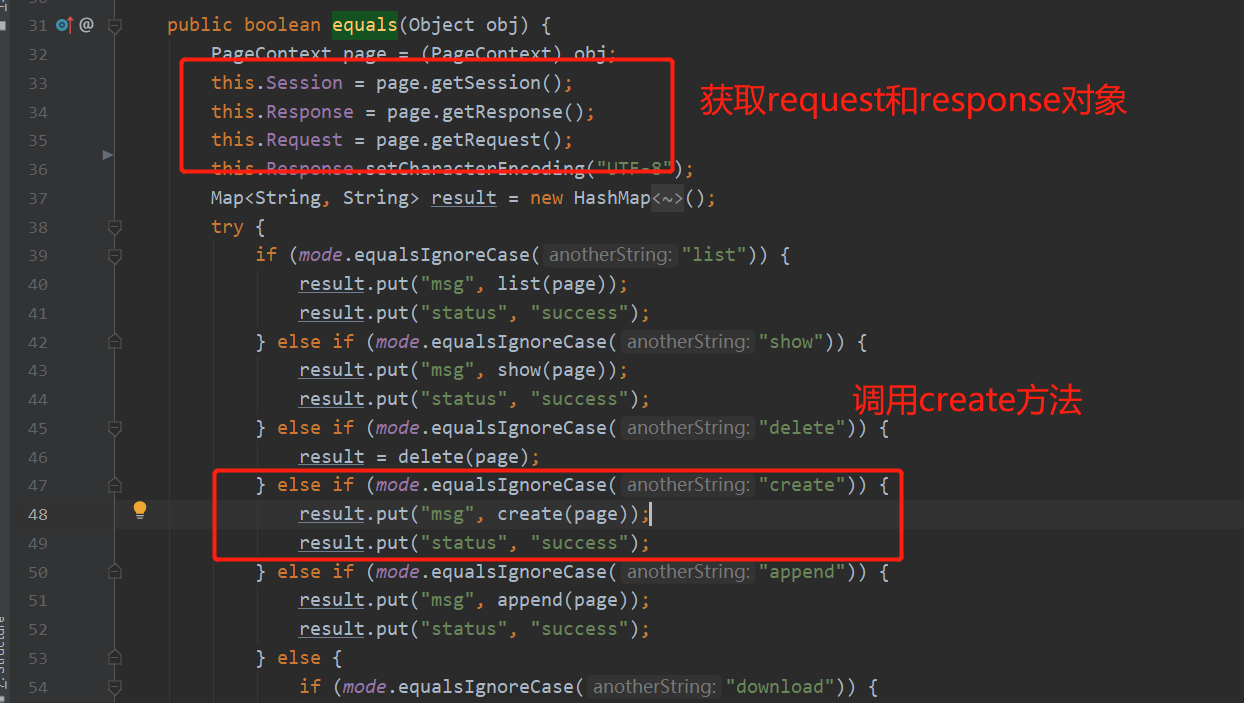 31 @ public boolean equals(Object obj) {
32 PageContext page = (PageContext) obj;
33 this.Session = page.getSession();
获取request和response对象
34 this.Response = page.getResponse();
35 this.Request = page.getRequest();
36 this.Response.setCharacterEncoding("UTF-8");
37 Map<String, String> result = new HashMap<~>();
38 try {
39 if (mode.equalsIgnoreCase( anotherString: "list")) {
40 result.put("msg", list(page));
41 result.put("status", "success");
42 } else if (mode.equalsIgnoreCase( anotherString: "show")) {
43 result.put("msg", show(page));
44 result.put("status", "success");
调用create方法
45 } else if (mode.equalsIgnoreCase( anotherString: "delete")) {
46 result = delete(page);
47 } else if (mode.equalsIgnoreCase( anotherString: "create")) {
48 result.put("msg", create(page));
49 result.put("status", "success");
50 } else if (mode.equalsIgnoreCase( anotherString: "append")) {
51 result.put("msg", append(page));
52 result.put("status", "success");
53 } else {
54 if (mode.equalsIgnoreCase( anotherString: "download")) {